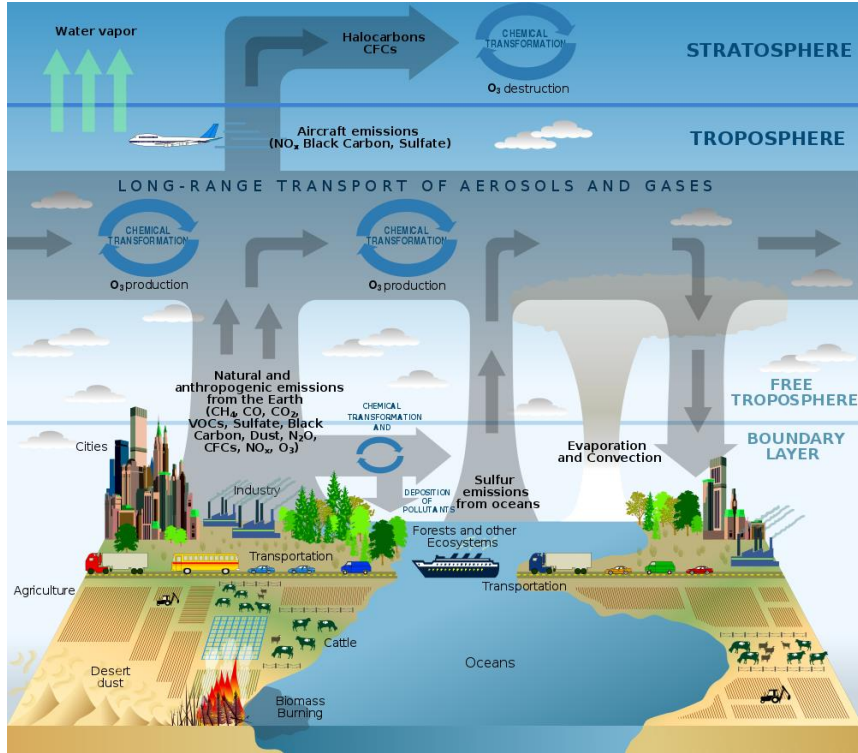 Water vapor
Halocarbons
CFCs
CHEMICAL
TRANSFORMATION
O₃ destruction
STRATOSPHERE
Aircraft emissions
(NOₓ Black Carbon, Sulfate)
TROPOSPHERE
LONG-RANGE TRANSPORT OF AEROSOLS AND GASES
CHEMICAL
TRANSFORMATION
O₃ production
CHEMICAL
TRANSFORMATION
O₃ production
Natural and
anthropogenic emissions
from the Earth
(CH₄, CO, CO₂,
VOCs, Sulfate, Black
Carbon, Dust, N₂O,
CFCs, NOₓ, O₃)
CHEMICAL
TRANSFORMATION
AND
DEPOSITION
OF
POLLUTANTS
FREE
TROPOSPHERE
BOUNDARY
LAYER
Evaporation
and Convection
Sulfur
emissions
from oceans
Cities
Industry
Forests and other
Ecosystems
Transportation
Transportation
Agriculture
Cattle
Oceans
Desert
dust
Biomass
Burning